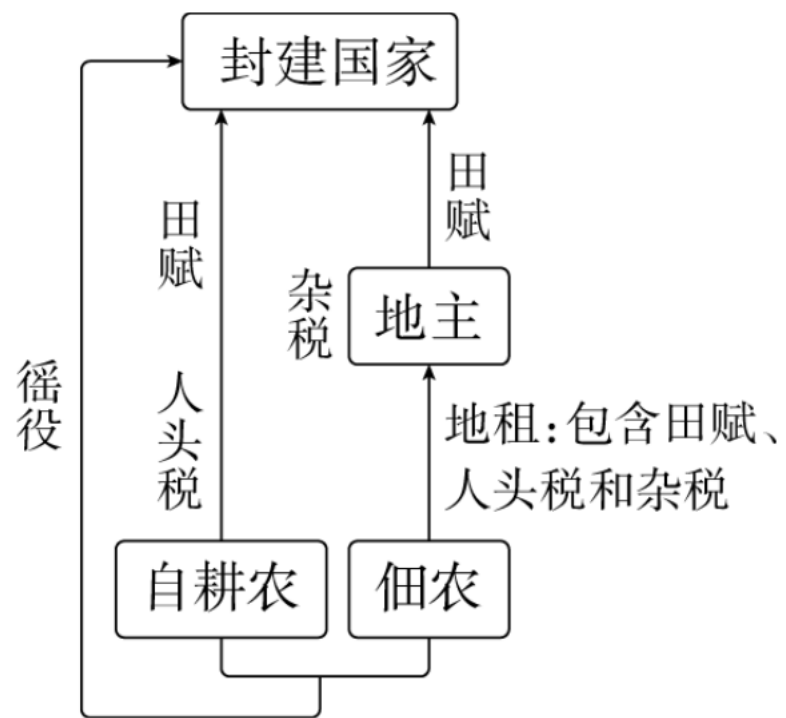 封建国家
田赋
田赋
杂税
地主
徭役
人头税
地租:包含田赋、
人头税和杂税
自耕农
佃农